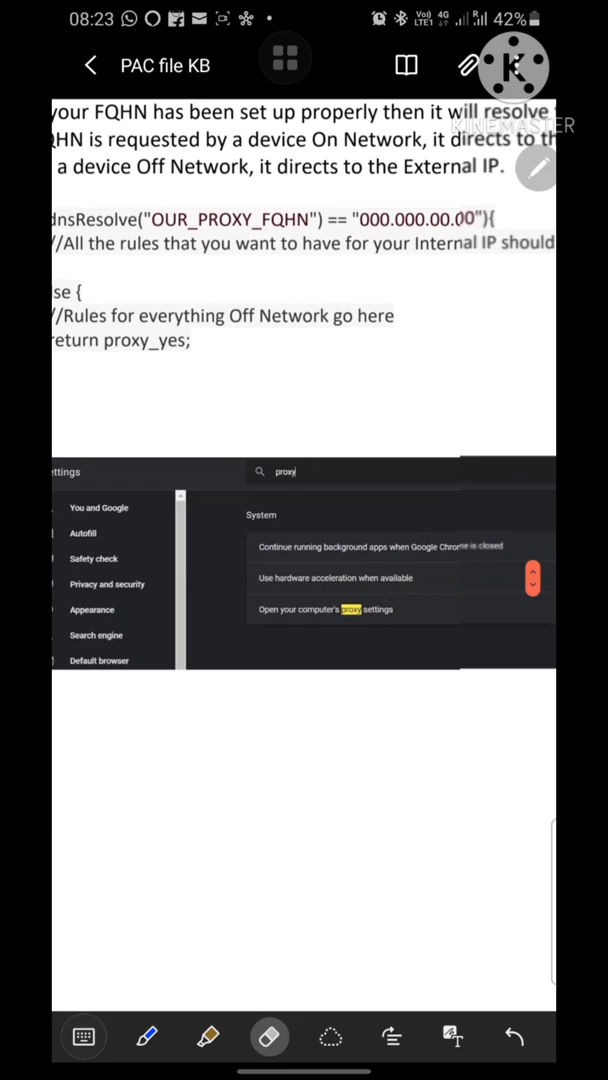 08:23 Vo) 4G R 42%
LTE1
PAC file KB
K
KINEMASTER
your FQHN has been set up properly then it will resolve
HN is requested by a device On Network, it directs to th
a device Off Network, it directs to the External IP.
dnsResolve("OUR_PROXY_FQHN") == "000.000.00.00"){
//All the rules that you want to have for your Internal IP should
se {
//Rules for everything Off Network go here
return proxy_yes;
ettings
proxy
You and Google
System
Autofill
Continue running background apps when Google Chrome is closed
Safety check
Use hardware acceleration when available
Privacy and security
Appearance
Open your computer's proxy settings
Search engine
Default browser
T